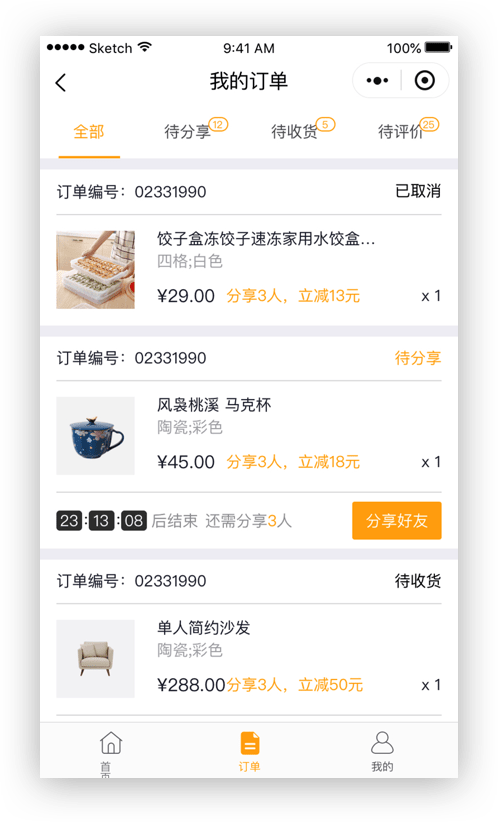 Sketch 9:41 AM 100%
我的订单
全部 待分享 12 待收货 5 待评价 25
订单编号：02331990 已取消
饺子盒冻饺子速冻家用水饺盒...
四格;白色
¥29.00 分享3人，立减13元 x 1
订单编号：02331990 待分享
风袅桃溪 马克杯
陶瓷;彩色
¥45.00 分享3人，立减18元 x 1
23:13:08 后结束 还需分享3人 分享好友
订单编号：02331990 待收货
单人简约沙发
陶瓷;彩色
¥288.00分享3人，立减50元 x 1
首页 订单 我的